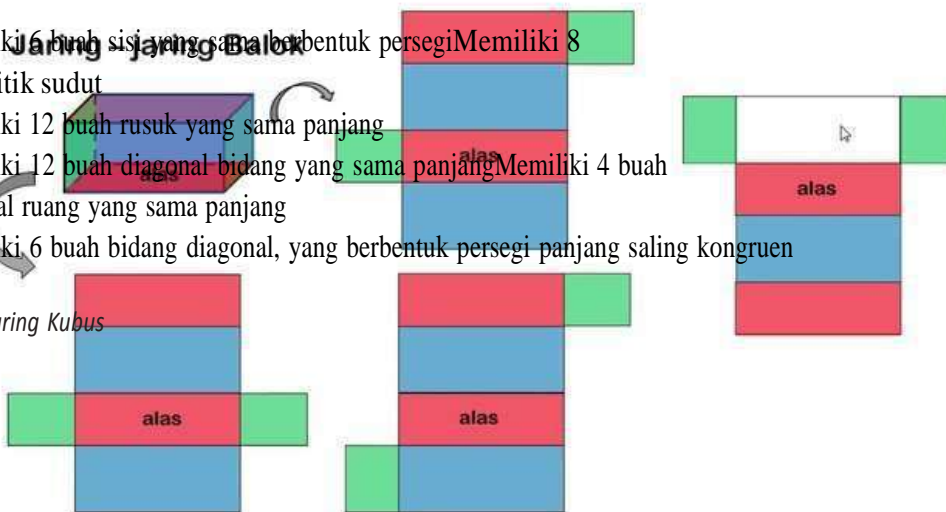 ki 6 buah sisi yang sama berbentuk persegiMemiliki 8
Jaring – jaring Balok
itik sudut
ki 12 buah rusuk yang sama panjang
ki 12 buah diagonal bidang yang sama panjangMemiliki 4 buah
alas
alas
al ruang yang sama panjang
ki 6 buah bidang diagonal, yang berbentuk persegi panjang saling kongruen
alas
aring Kubus
alas
alas